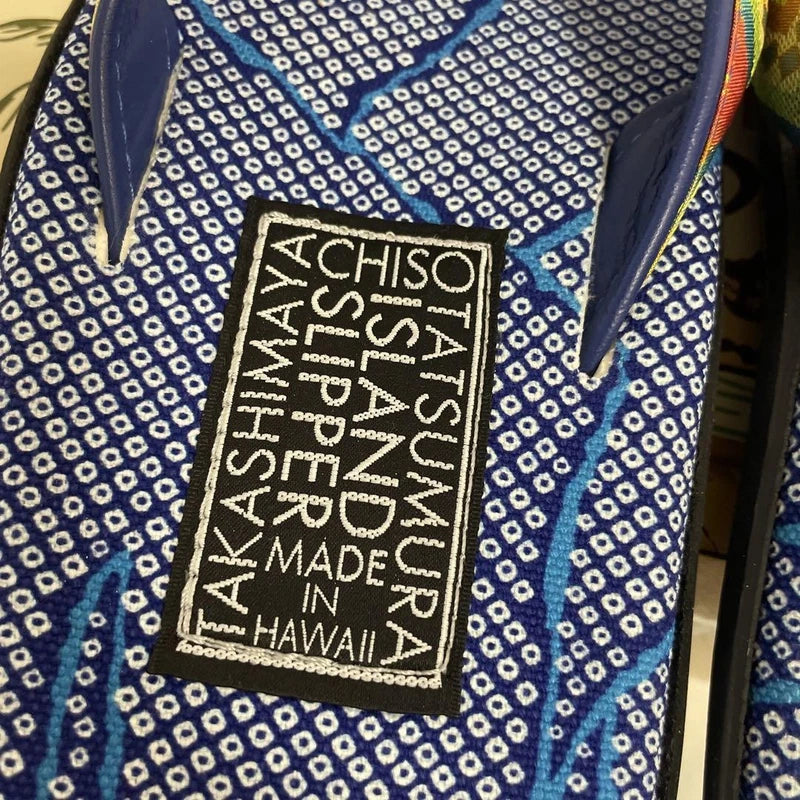 CHISO
TATSUMURA
ISLAND
SLIPPER
TAKASHIMAYA
MADE
IN
HAWAII